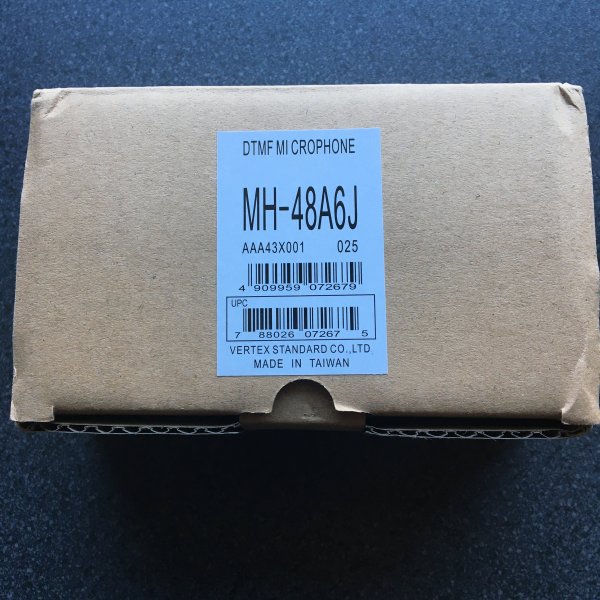 DTMF MI CROPHONE
MH-48A6J
AAA43X001 025
4 909959 072679
UPC
7 88026 07267 5
VERTEX STANDARD CO.,LTD.
MADE IN TAIWAN